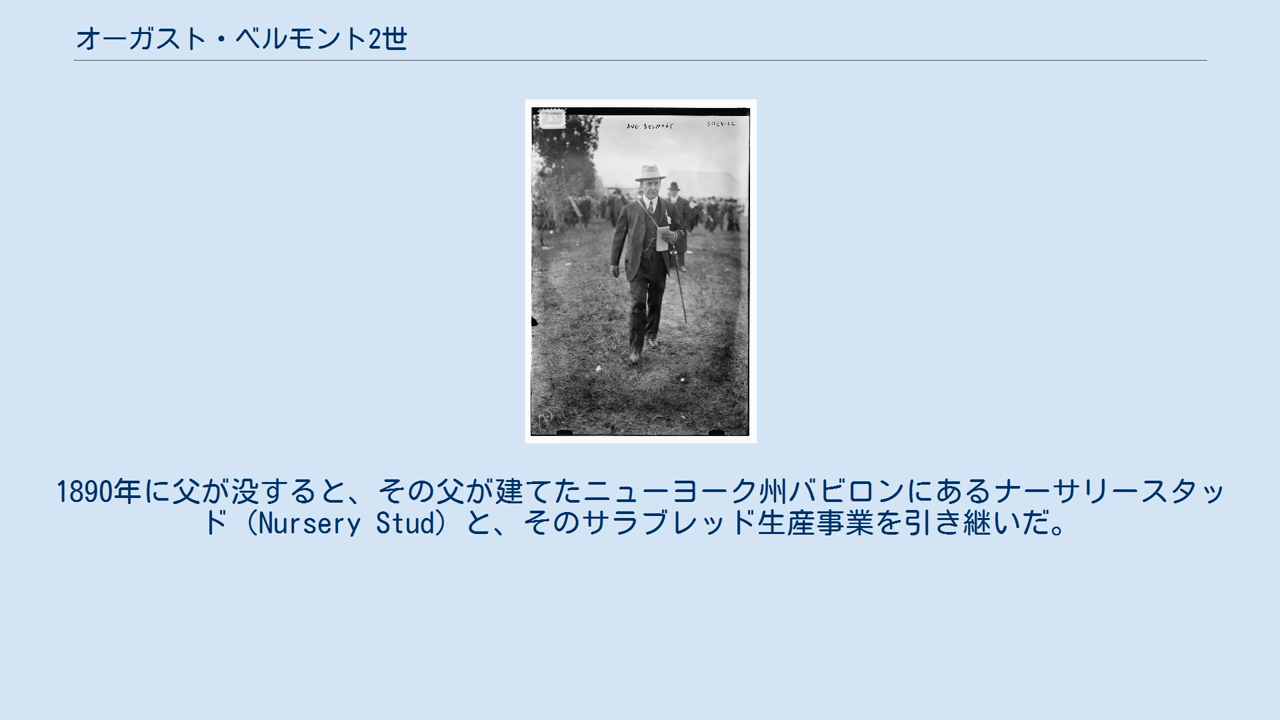 オーガスト・ベルモント2世
AUG. BELMONT
1890年に父が没すると、その父が建てたニューヨーク州バビロンにあるナーサリースタッ
ド（Nursery Stud）と、そのサラブレッド生産事業を引き継いだ。